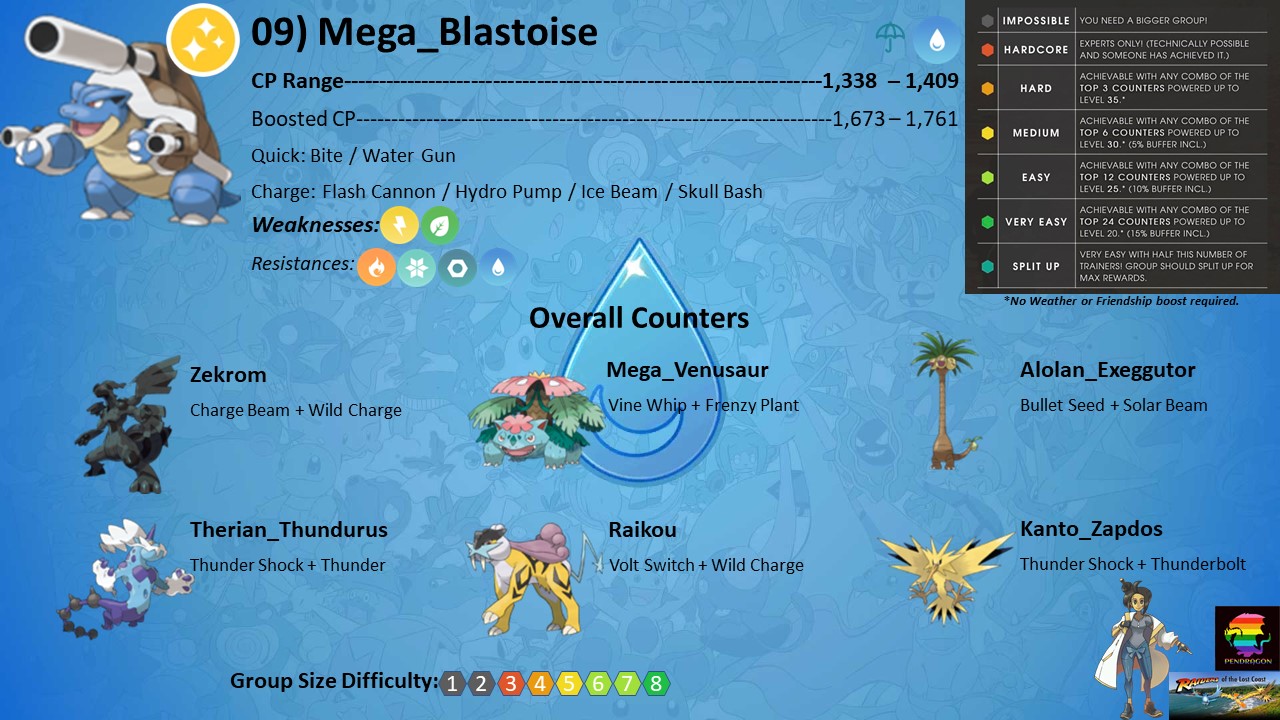 09) Mega_Blastoise
CP Range-----------------------------------------------------------------------1,338 – 1,409
Boosted CP-----------------------------------------------------------------------1,673 – 1,761
Quick: Bite / Water Gun
Charge: Flash Cannon / Hydro Pump / Ice Beam / Skull Bash
Weaknesses:
Resistances:
IMPOSSIBLE YOU NEED A BIGGER GROUP!
HARDCORE EXPERTS ONLY! (TECHNICALLY POSSIBLE
AND SOMEONE HAS ACHIEVED IT.)
HARD ACHIEVABLE WITH ANY COMBO OF THE
TOP 3 COUNTERS POWERED UP TO
LEVEL 35.*
MEDIUM ACHIEVABLE WITH ANY COMBO OF THE
TOP 6 COUNTERS POWERED UP TO
LEVEL 30.* (5% BUFFER INCL.)
EASY ACHIEVABLE WITH ANY COMBO OF THE
TOP 12 COUNTERS POWERED UP TO
LEVEL 25.* (10% BUFFER INCL.)
VERY EASY ACHIEVABLE WITH ANY COMBO OF THE
TOP 24 COUNTERS POWERED UP TO
LEVEL 20.* (15% BUFFER INCL.)
SPLIT UP VERY EASY WITH HALF THIS NUMBER OF
TRAINERS! GROUP SHOULD SPLIT UP FOR
MAX REWARDS.
*No Weather or Friendship boost required.
Overall Counters
Zekrom
Charge Beam + Wild Charge
Mega_Venusaur
Vine Whip + Frenzy Plant
Alolan_Exeggutor
Bullet Seed + Solar Beam
Therian_Thundurus
Thunder Shock + Thunder
Raikou
Volt Switch + Wild Charge
Kanto_Zapdos
Thunder Shock + Thunderbolt
Group Size Difficulty: 1 2 3 4 5 6 7 8
PENDRAGON
RAIDERS of the Lost Coast